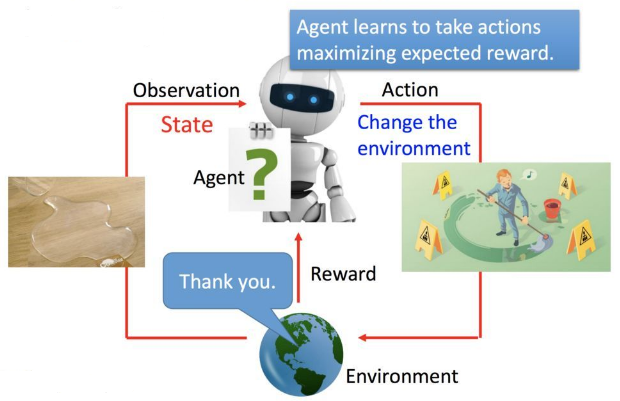 Agent learns to take actions
maximizing expected reward.
Observation
Action
State
Change the
environment
Agent
?
Reward
Thank you.
Environment